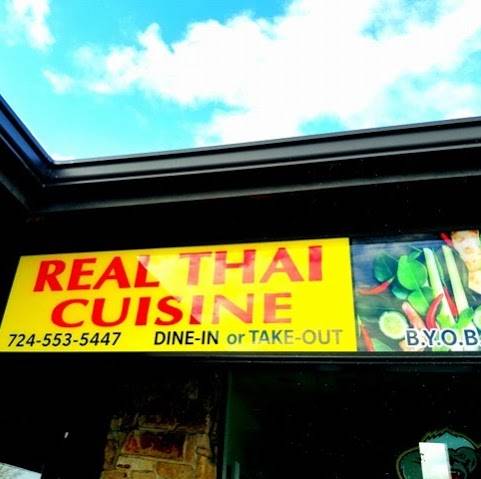 REAL THAI
CUISINE
724-553-5447 DINE-IN or TAKE-OUT
B.Y.O.B